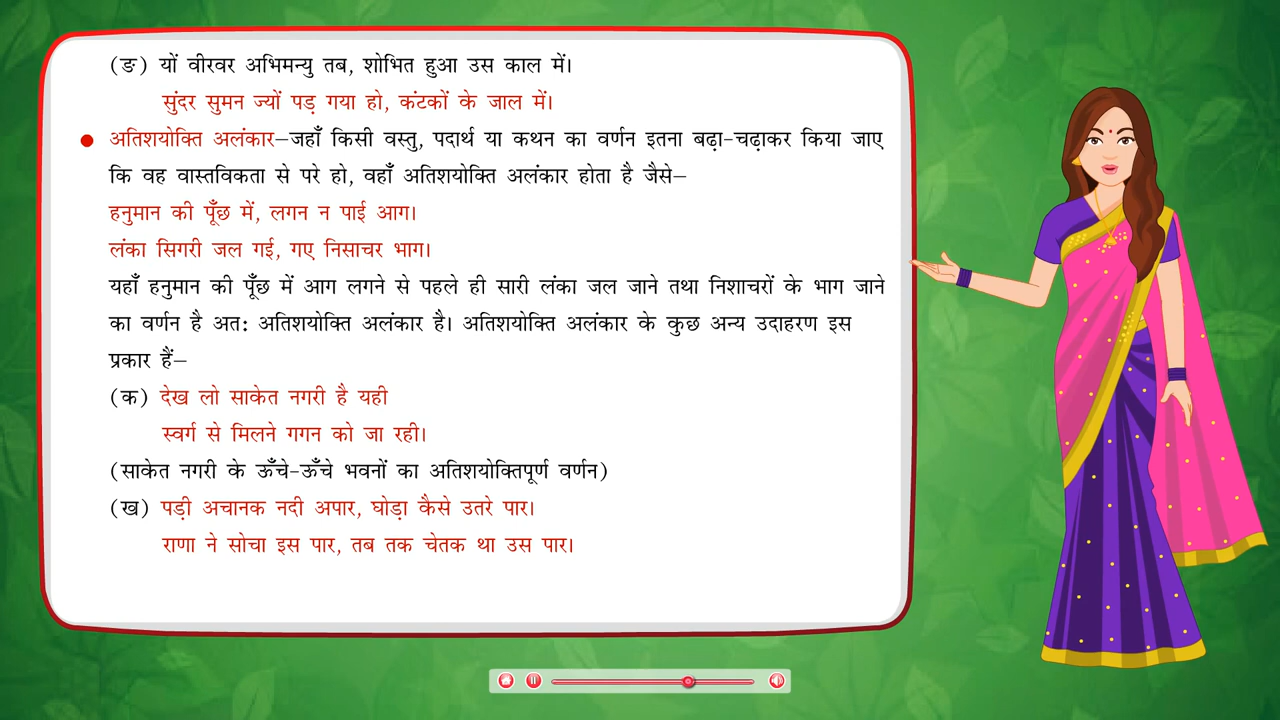 (ङ) यों वीरवर अभिमन्यु तब, शोभित हुआ उस काल में।
सुंदर सुमन ज्यों पड़ गया हो, कंटकों के जाल में।
● अतिशयोक्ति अलंकार–जहाँ किसी वस्तु, पदार्थ या कथन का वर्णन इतना बढ़ा-चढ़ाकर किया जाए
कि वह वास्तविकता से परे हो, वहाँ अतिशयोक्ति अलंकार होता है जैसे–
हनुमान की पूँछ में, लगन न पाई आग।
लंका सिगरी जल गई, गए निसाचर भाग।
यहाँ हनुमान की पूँछ में आग लगने से पहले ही सारी लंका जल जाने तथा निशाचरों के भाग जाने
का वर्णन है अत: अतिशयोक्ति अलंकार है। अतिशयोक्ति अलंकार के कुछ अन्य उदाहरण इस
प्रकार हैं–
(क) देख लो साकेत नगरी है यही
स्वर्ग से मिलने गगन को जा रही।
(साकेत नगरी के ऊँचे-ऊँचे भवनों का अतिशयोक्तिपूर्ण वर्णन)
(ख) पड़ी अचानक नदी अपार, घोड़ा कैसे उतरे पार।
राणा ने सोचा इस पार, तब तक चेतक था उस पार।